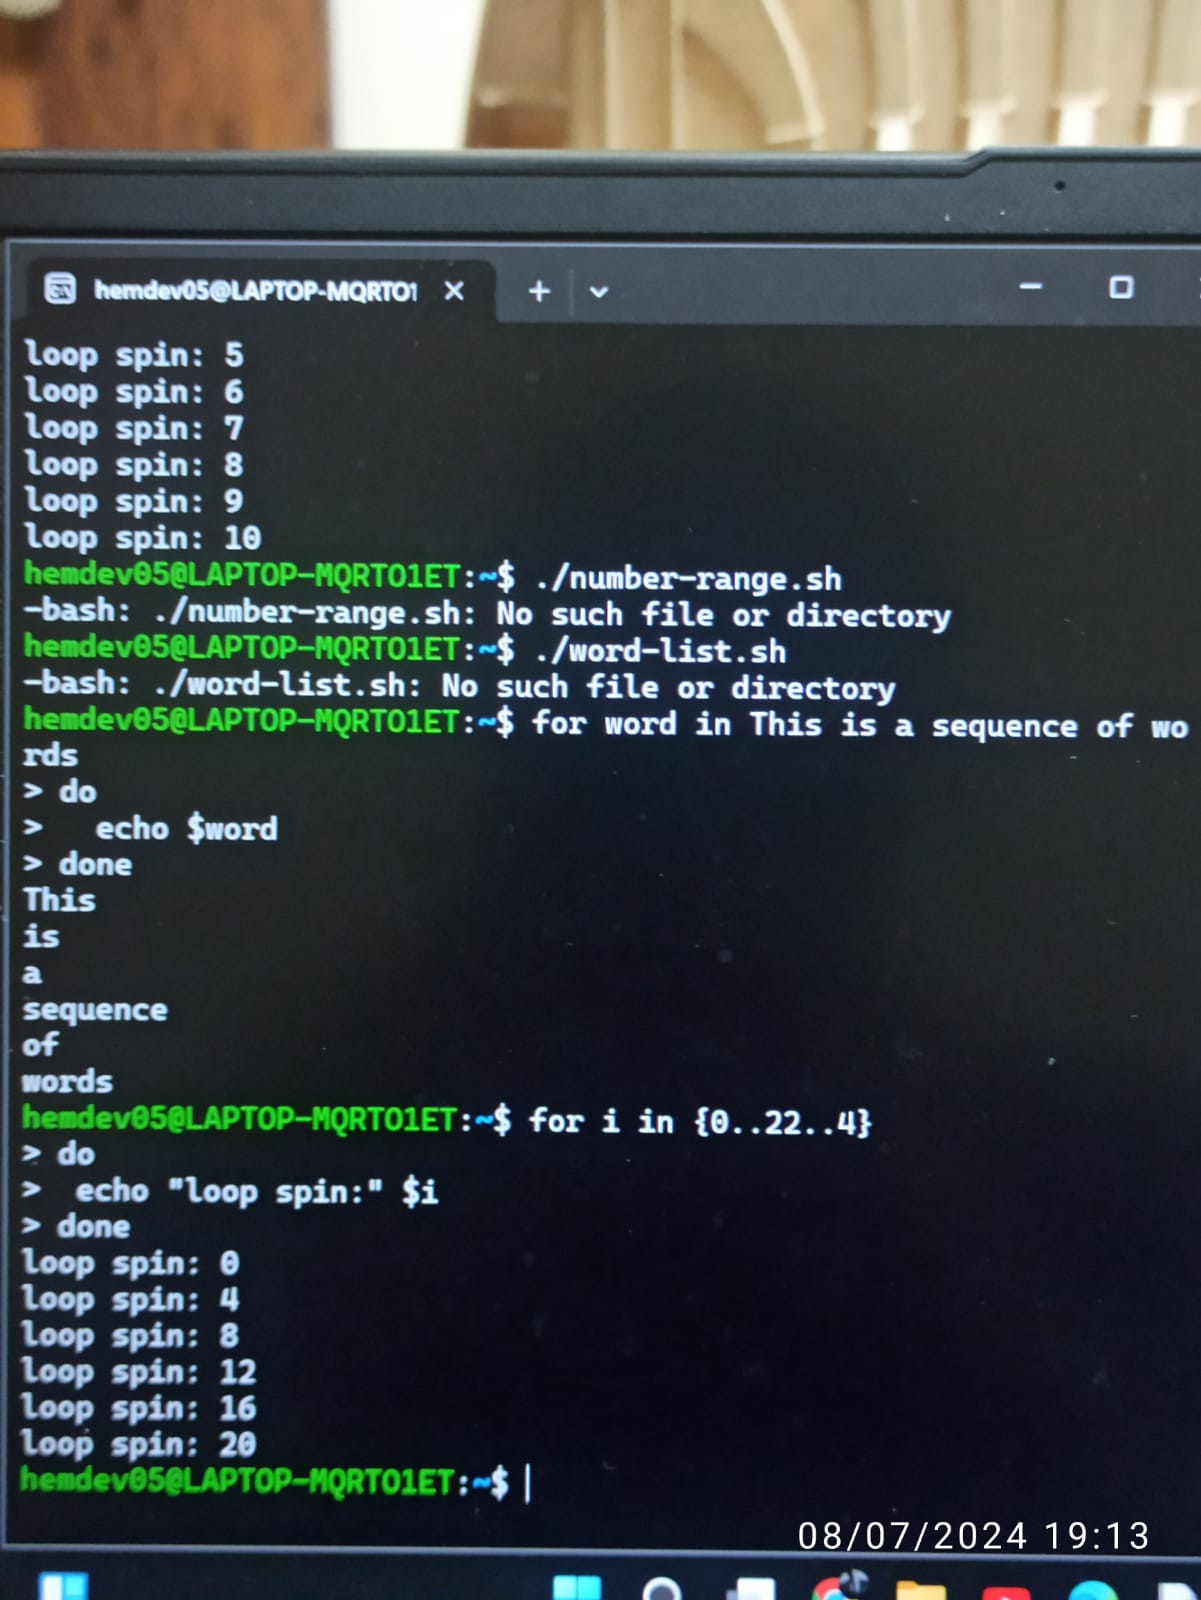 hemdev05@LAPTOP-MQRTO1
loop spin: 5
loop spin: 6
loop spin: 7
loop spin: 8
loop spin: 9
loop spin: 10
hemdev05@LAPTOP-MQRTO1ET:~$ ./number-range.sh
-bash: ./number-range.sh: No such file or directory
hemdev05@LAPTOP-MQRTO1ET:~$ ./word-list.sh
-bash: ./word-list.sh: No such file or directory
hemdev05@LAPTOP-MQRTO1ET:~$ for word in This is a sequence of wo
rds
> do
>   echo $word
> done
This
is
a
sequence
of
words
hemdev05@LAPTOP-MQRTO1ET:~$ for i in {0..22..4}
> do
>  echo "loop spin:" $i
> done
loop spin: 0
loop spin: 4
loop spin: 8
loop spin: 12
loop spin: 16
loop spin: 20
hemdev05@LAPTOP-MQRTO1ET:~$
08/07/2024 19:13